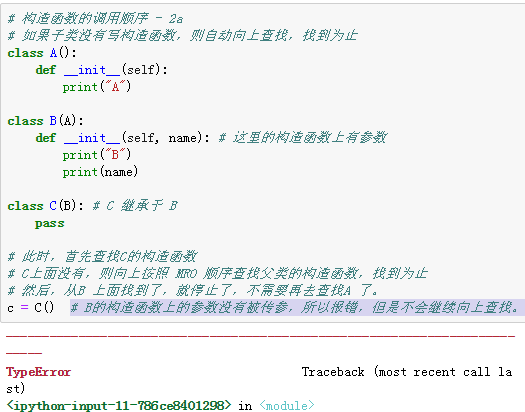 # 构造函数的调用顺序 - 2a
# 如果子类没有写构造函数，则自动向上查找，找到为止
class A():
    def __init__(self):
        print("A")
class B(A):
    def __init__(self, name): # 这里的构造函数上有参数
        print("B")
        print(name)
class C(B): # C 继承于 B
    pass
# 此时，首先查找C的构造函数
# C上面没有，则向上按照 MRO 顺序查找父类的构造函数，找到为止
# 然后，从B 上面找到了，就停止了，不需要再去查找A 了。
c = C()  # B的构造函数上的参数没有被传参，所以报错，但是不会继续向上查找。
TypeError                                 Traceback (most recent call la
st)
<ipython-input-11-786ce8401298> in <module>